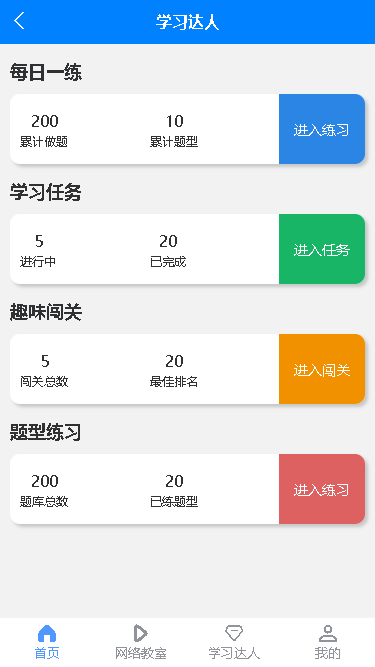 学习达人
每日一练
200 10
累计做题 累计题型
进入练习
学习任务
5 20
进行中 已完成
进入任务
趣味闯关
5 20
闯关总数 最佳排名
进入闯关
题型练习
200 20
题库总数 已练题型
进入练习
首页 网络教室 学习达人 我的